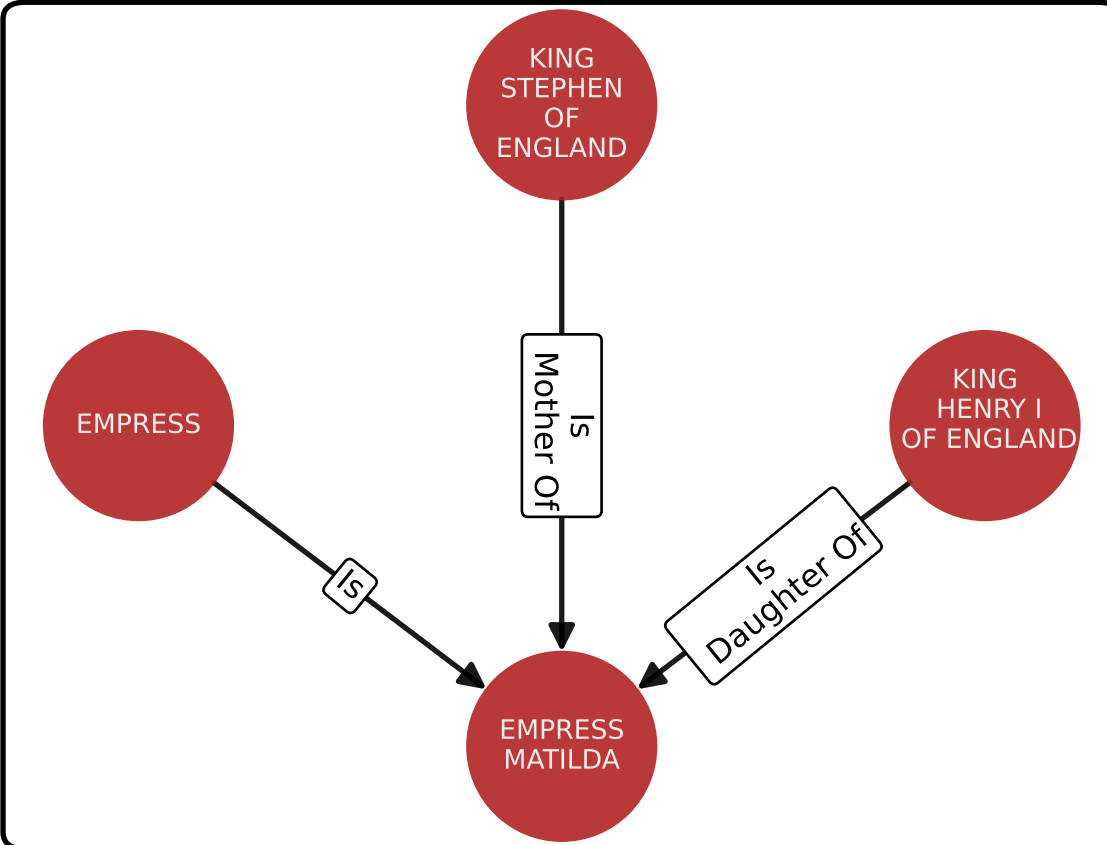 KING
STEPHEN
OF
ENGLAND
Is
Mother Of
EMPRESS
KING
HENRY I
OF ENGLAND
Is
Is
Daughter Of
EMPRESS
MATILDA